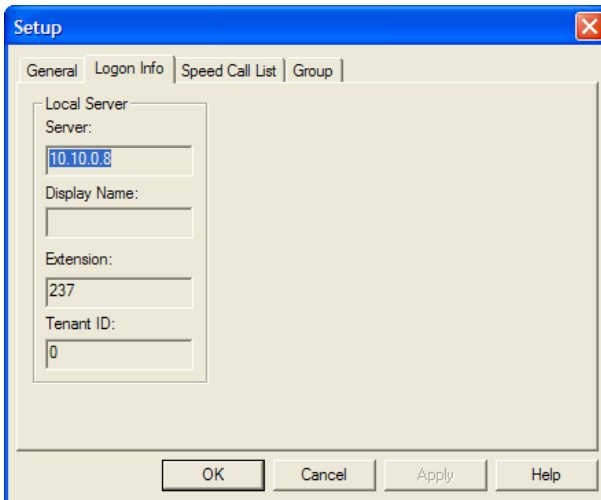 Setup
General Logon Info Speed Call List Group
Local Server
Server:
10.10.0.8
Display Name:
Extension:
237
Tenant ID:
0
OK Cancel Apply Help